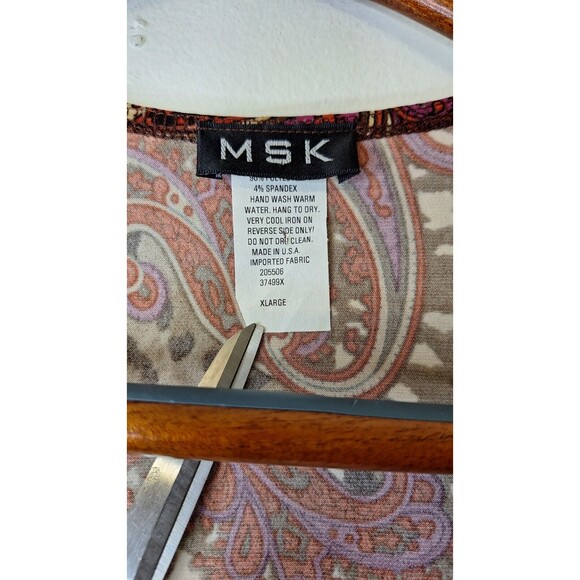 MSK
4% SPANDEX
HAND WASH WARM
WATER. HANG TO DRY.
VERY COOL IRON ON
REVERSE SIDE ONLY!
DO NOT DRY CLEAN.
MADE IN U.S.A.
IMPORTED FABRIC
205506
37499X
XLARGE